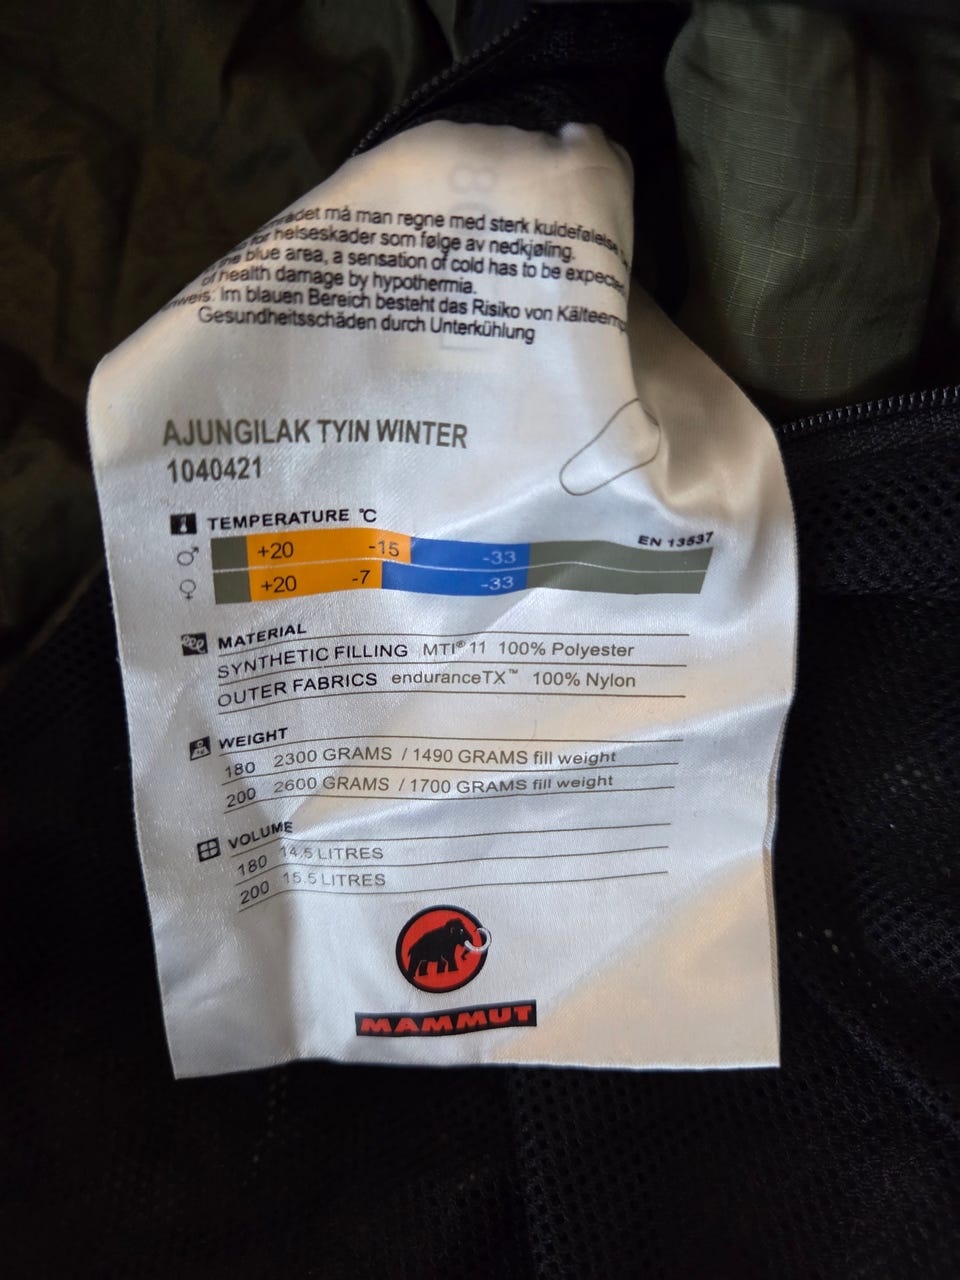 må man regne med sterk kuldefølelse
helseskader som følge av nedkjøling.
blue area, a sensation of cold has to be
of health damage by hypothermia.
Im blauen Bereich besteht das Risiko von
Gesundheitsschäden durch Unterkühlung
AJUNGILAK TYIN WINTER
1040421
TEMPERATURE °C
EN 13537
♂ +20 -15 -33
♀ +20 -7 -33
MATERIAL
SYNTHETIC FILLING MTI® 11 100% Polyester
OUTER FABRICS enduranceTX™ 100% Nylon
WEIGHT
180 2300 GRAMS / 1490 GRAMS fill weight
200 2600 GRAMS / 1700 GRAMS fill weight
VOLUME
180 14.5 LITRES
200 15.5 LITRES
MAMMUT